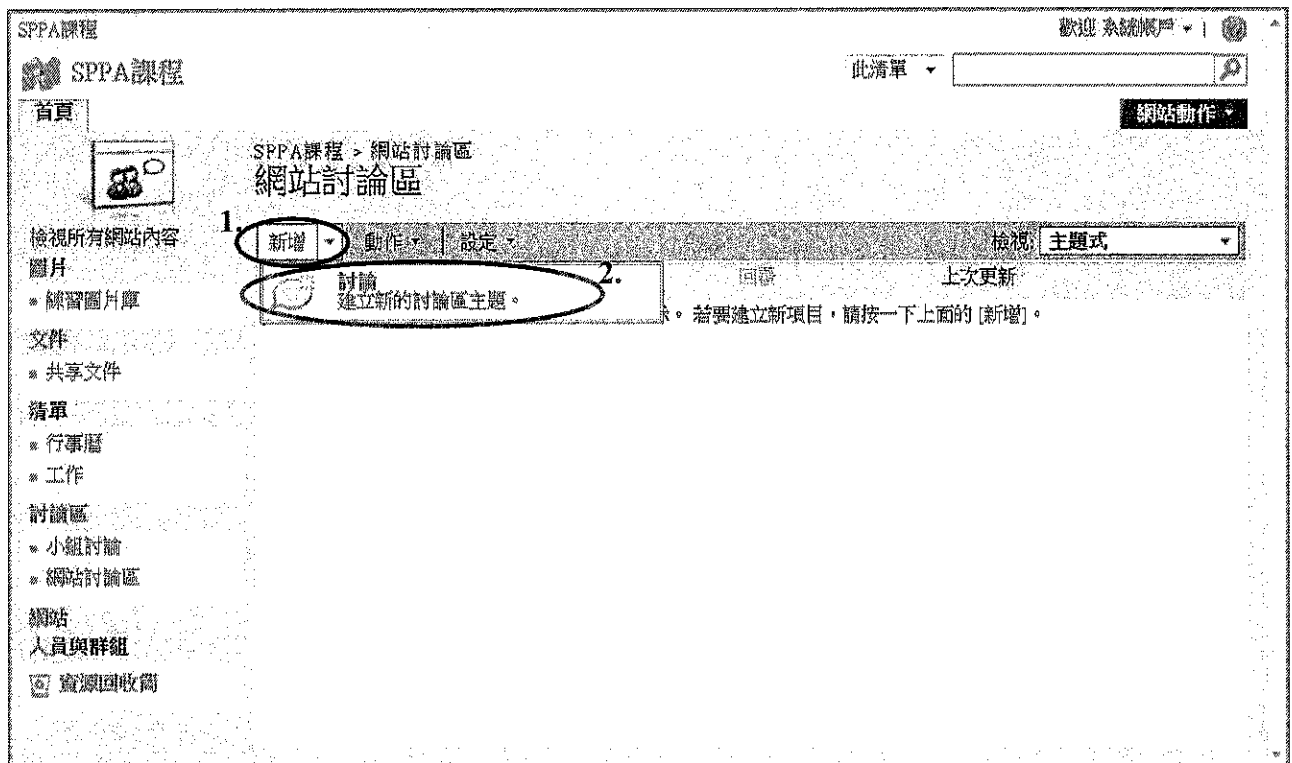 SPPA課程
歡迎 系統帳戶
SPPA課程
此清單
首頁
網站動作
SPPA課程 > 網站討論區
網站討論區
檢視所有網站內容
1.
新增
動作
設定
檢視: 主題式
圖片
討論
2.
回覆
上次更新
建立新的討論區主題。
練習圖片庫
若要建立新項目，請按一下上面的 [新增]。
文件
共享文件
清單
行事曆
工作
討論區
小組討論
網站討論區
網站
人員與群組
資源回收筒